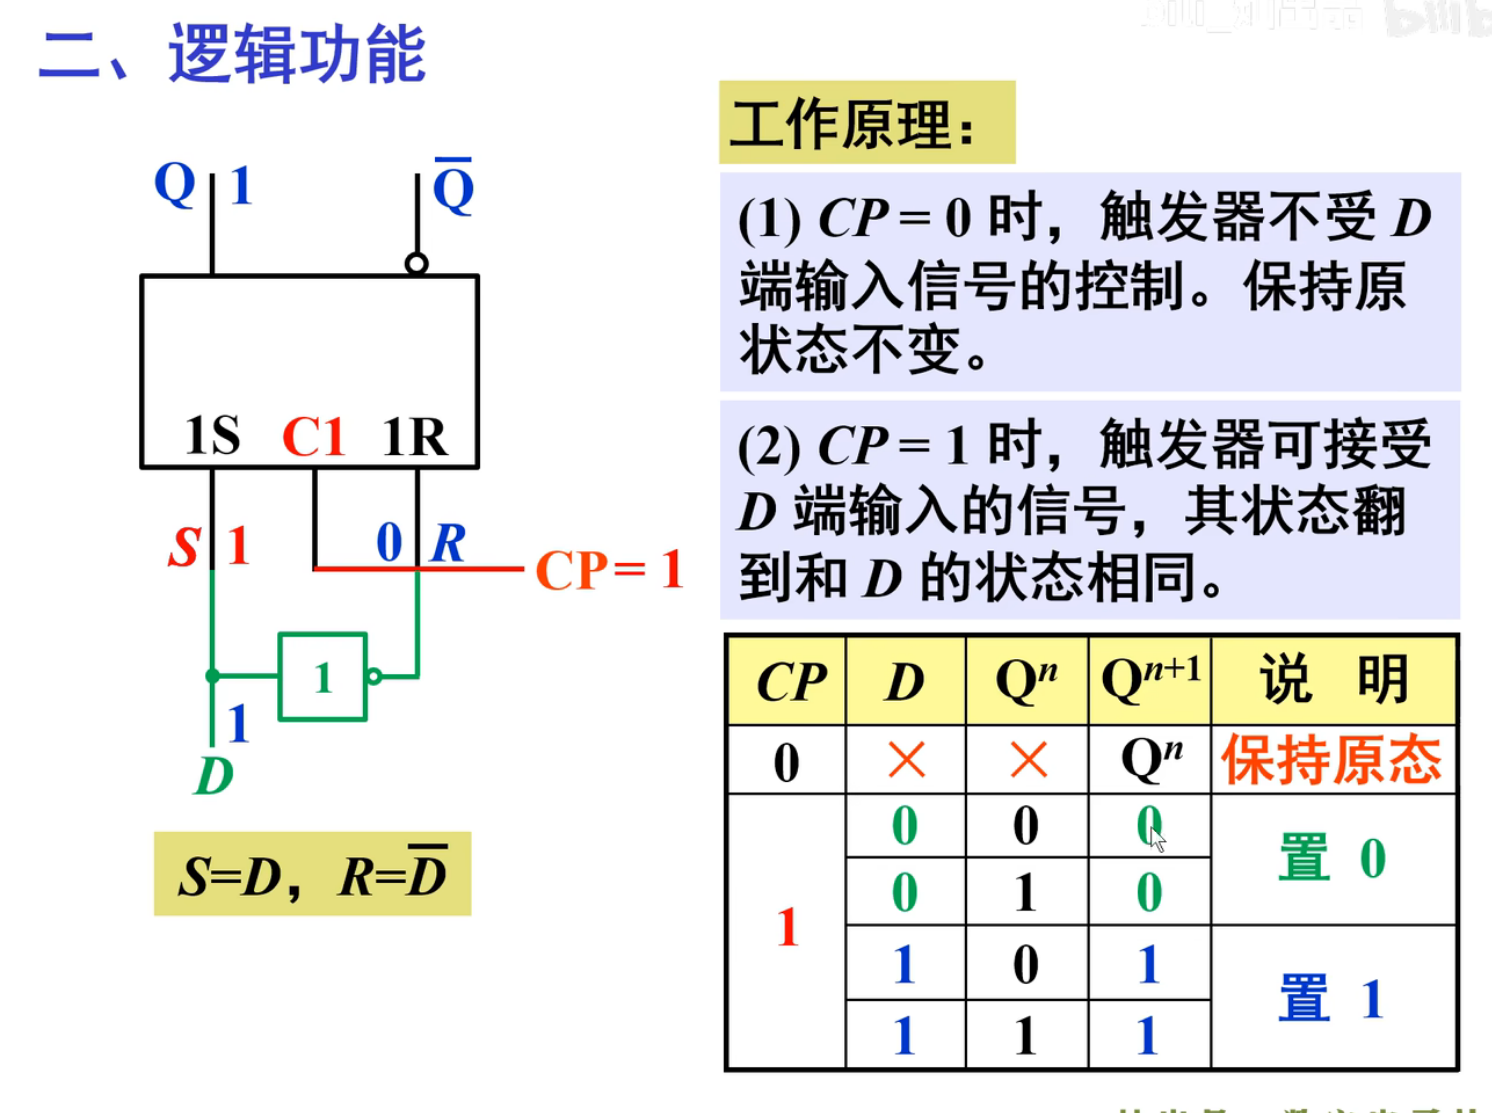 二、逻辑功能
Q 1 Q̅
1S C1 1R
S 1 0 R
CP= 1
1
1
D
S=D，R=D̅
工作原理：
(1) CP = 0 时，触发器不受 D
端输入信号的控制。保持原
状态不变。
(2) CP = 1 时，触发器可接受
D 端输入的信号，其状态翻
到和 D 的状态相同。
CP D Qⁿ Qⁿ⁺¹ 说 明
0 × × Qⁿ 保持原态
1
0 0 0
0 1 0
置 0
1 0 1
1 1 1
置 1